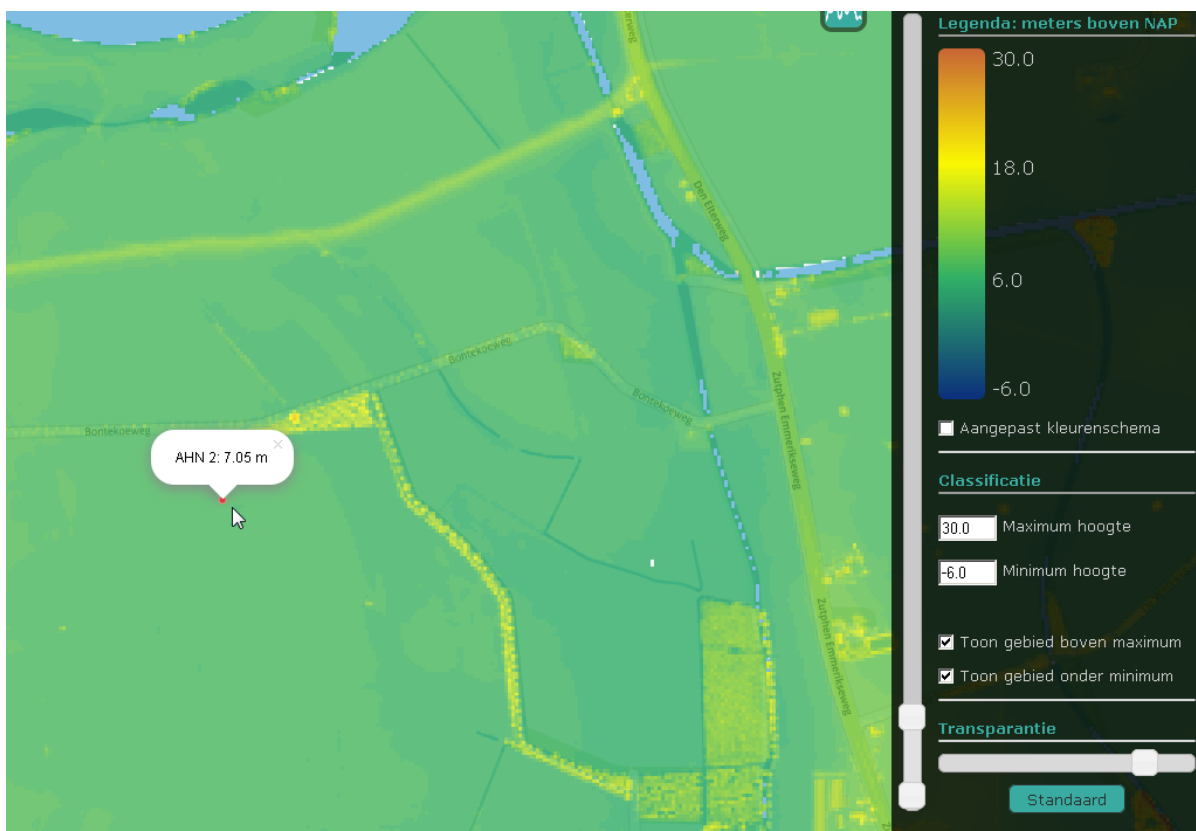 erweg
Den Elterweg
Bontekoeweg
Bontekoeweg
Bontekoeweg
Zutphen Emmerikseweg
Zutphen Emmerikseweg
AHN 2: 7.05 m
×
Legenda: meters boven NAP
30.0
18.0
6.0
-6.0
Aangepast kleurenschema
Classificatie
30.0 Maximum hoogte
-6.0 Minimum hoogte
Toon gebied boven maximum
Toon gebied onder minimum
Transparantie
Standaard